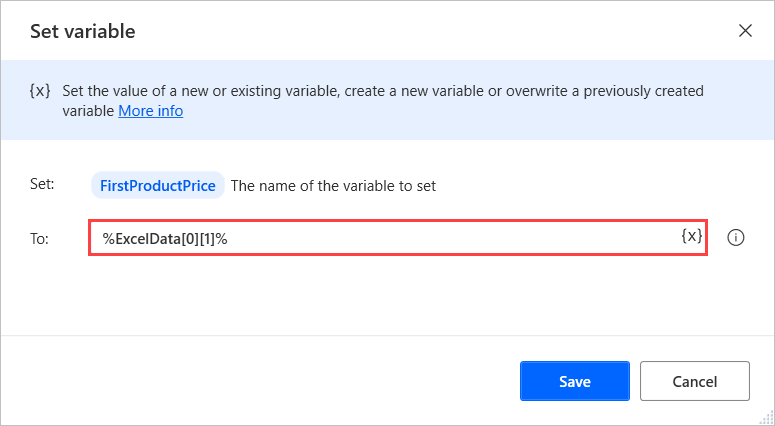 Set variable
{x} Set the value of a new or existing variable, create a new variable or overwrite a previously created
variable More info
Set: FirstProductPrice The name of the variable to set
To: %ExcelData[0][1]% {x}
Save Cancel